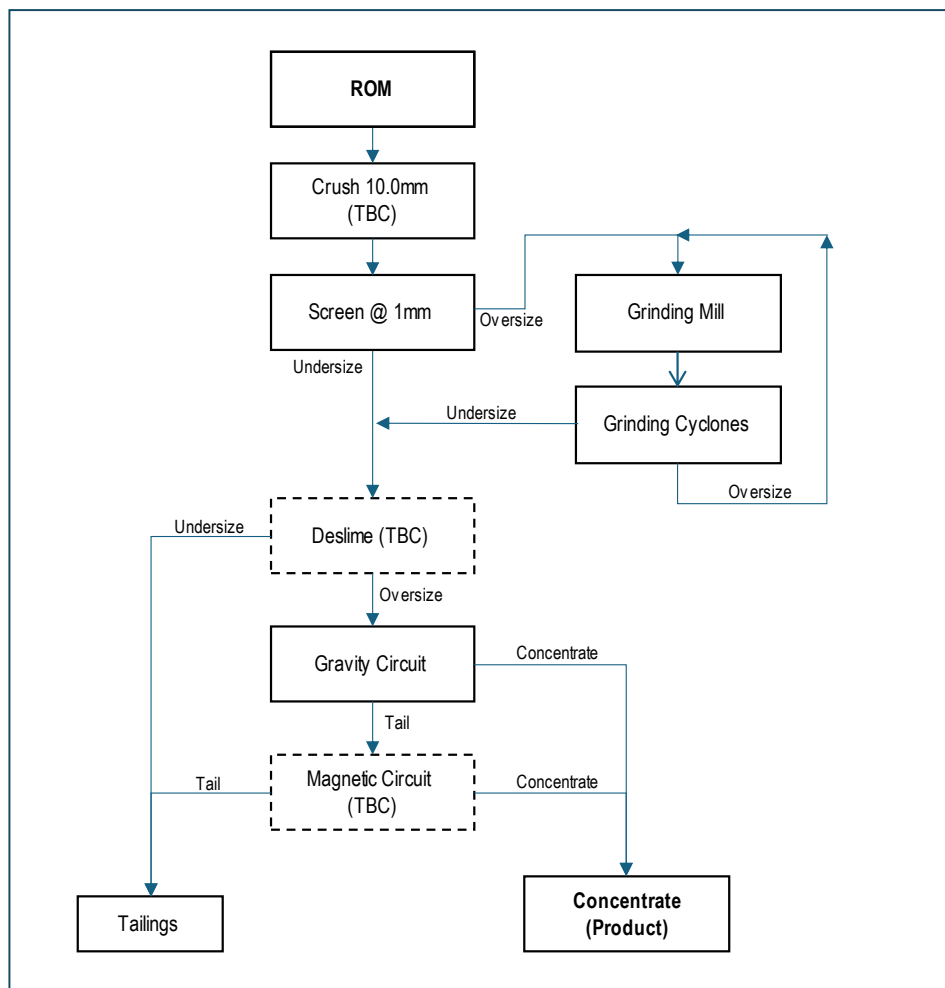 ROM
Crush 10.0mm
(TBC)
Screen @ 1mm
Oversize
Grinding Mill
Undersize
Undersize
Grinding Cyclones
Oversize
Undersize
Deslime (TBC)
Oversize
Gravity Circuit
Concentrate
Tail
Tail
Magnetic Circuit
(TBC)
Concentrate
Tailings
Concentrate
(Product)